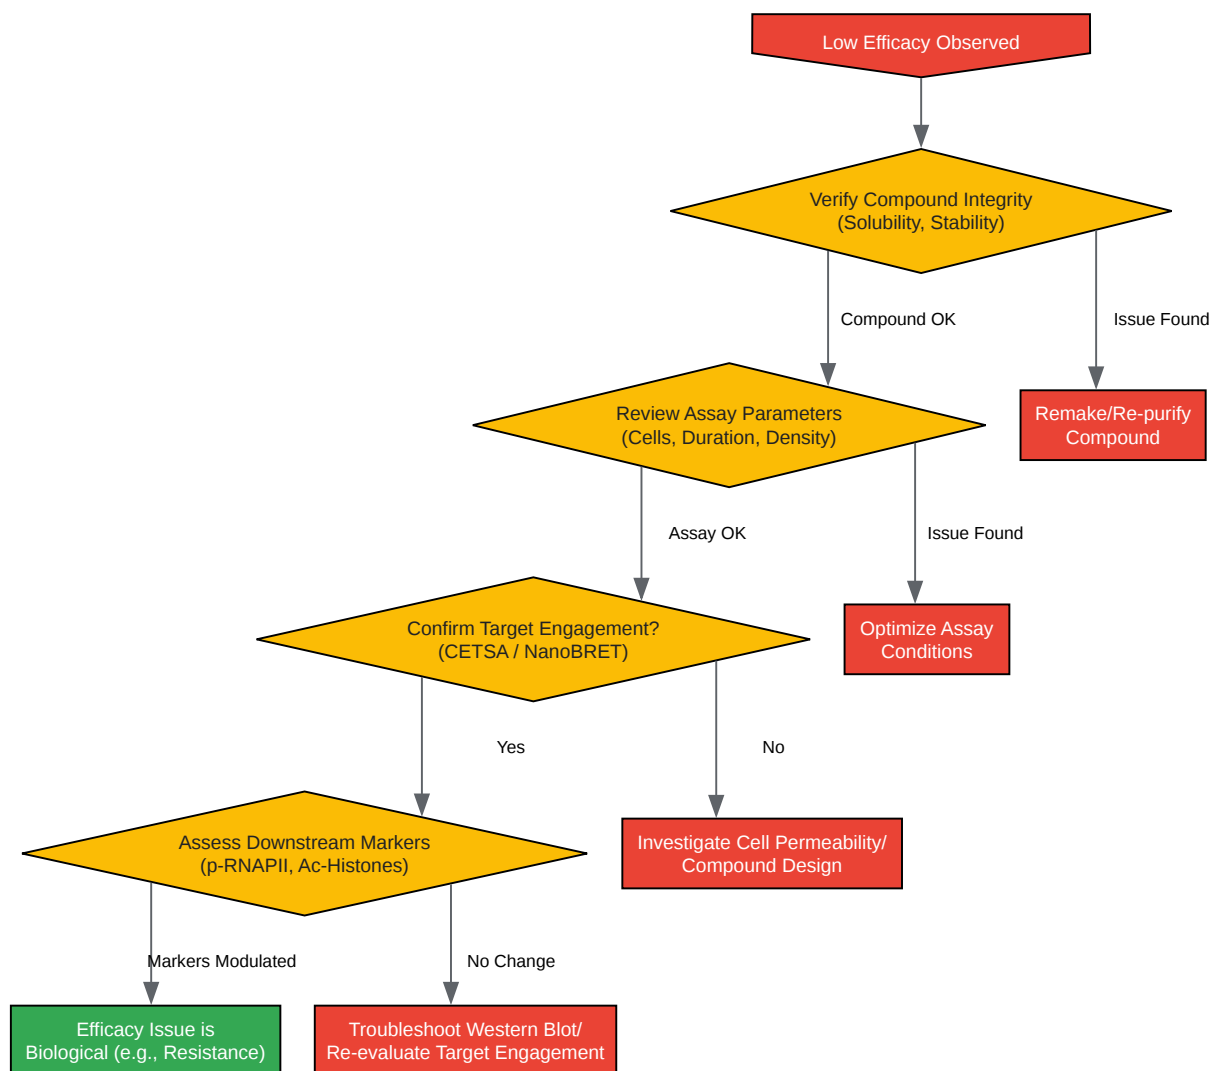 Low Efficacy Observed
Verify Compound Integrity
(Solubility, Stability)
Compound OK
Issue Found
Review Assay Parameters
(Cells, Duration, Density)
Remake/Re-purify
Compound
Assay OK
Issue Found
Confirm Target Engagement?
(CETSA / NanoBRET)
Optimize Assay
Conditions
Yes
No
Assess Downstream Markers
(p-RNAPII, Ac-Histones)
Investigate Cell Permeability/
Compound Design
Markers Modulated
No Change
Efficacy Issue is
Biological (e.g., Resistance)
Troubleshoot Western Blot/
Re-evaluate Target Engagement